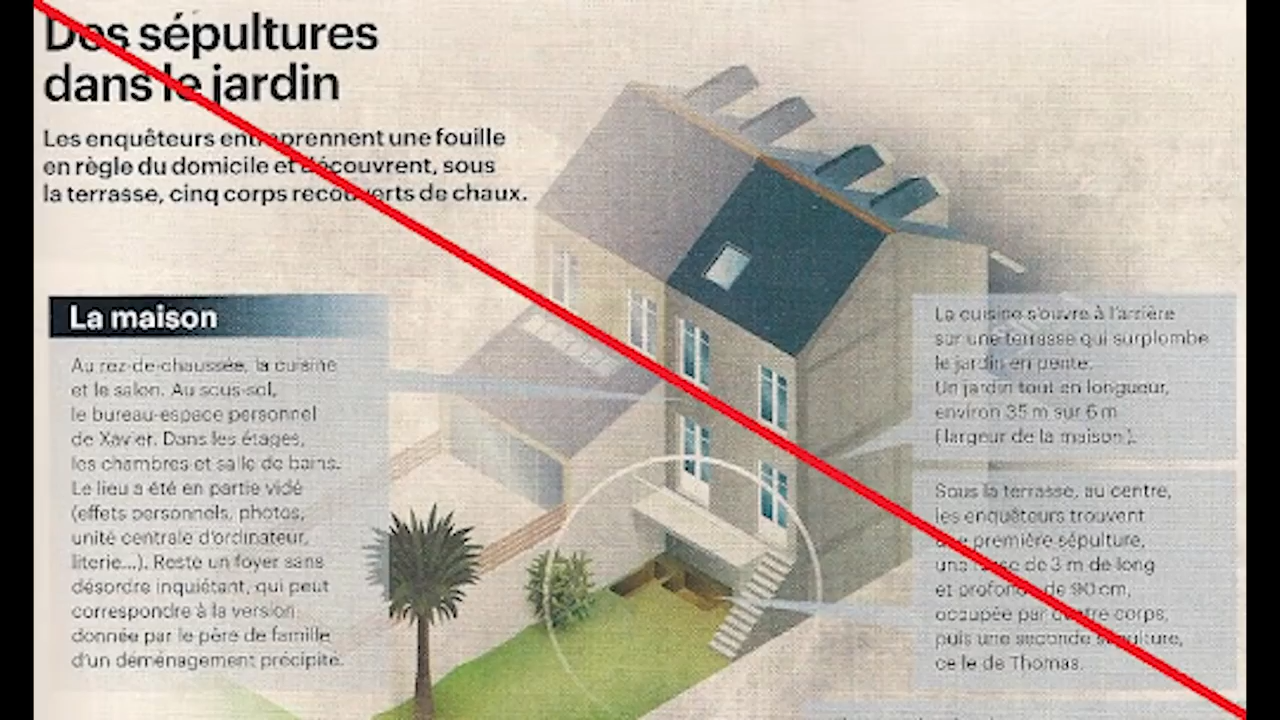 Des sépultures
dans le jardin
Les enquêteurs entreprennent une fouille
en règle du domicile et découvrent, sous
la terrasse, cinq corps recouverts de chaux.
La maison
Au rez-de-chaussée, la cuisine
et le salon. Au sous-sol,
le bureau-espace personnel
de Xavier. Dans les étages,
les chambres et salle de bains.
Le lieu a été en partie vidé
(effets personnels, photos,
unité centrale d'ordinateur,
literie...). Reste un foyer sans
désordre inquiétant, qui peut
correspondre à la version
donnée par le père de famille
d'un déménagement précipité.
La cuisine s'ouvre à l'arrière
sur une terrasse qui surplombe
le jardin en pente.
Un jardin tout en longueur,
environ 35 m sur 6 m
(largeur de la maison).
Sous la terrasse, au centre,
les enquêteurs trouvent
une première sépulture,
une fosse de 3 m de long
et profonde de 90 cm,
occupée par quatre corps,
puis une seconde sépulture,
celle de Thomas.